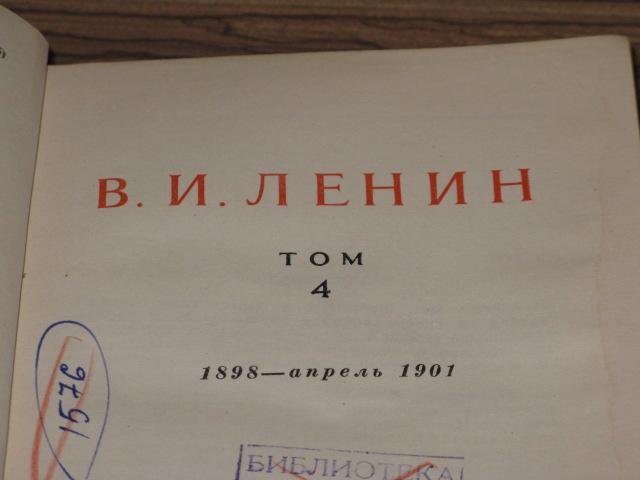 В. И. ЛЕНИН
ТОМ
4
1898—апрель 1901
1576
БИБЛИОТЕКА